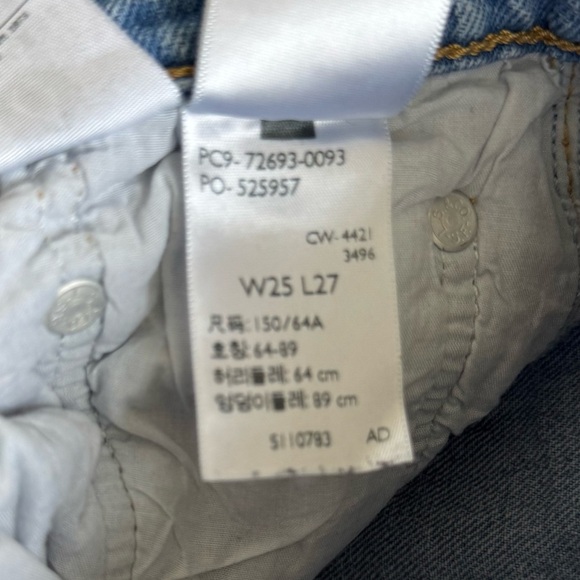 PC9-72693-0093
PO-525957
CW-4421
3496
W25 L27
尺码:150/64A
호칭:64-89
허리둘레: 64 cm
엉덩이둘레: 89 cm
S110783 AD